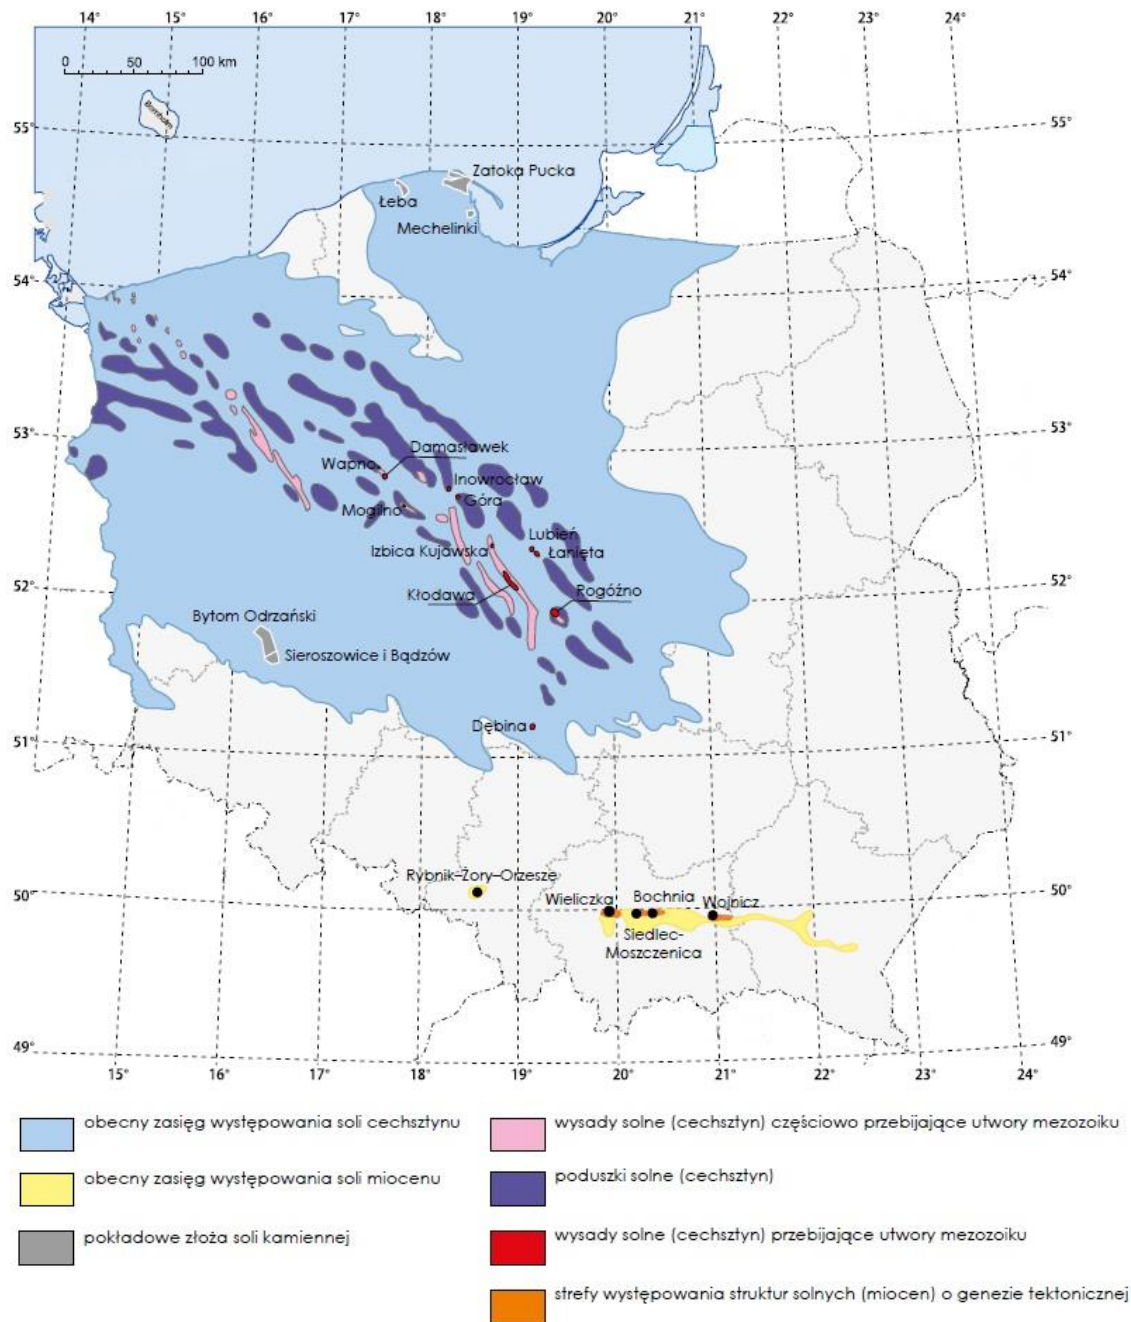 14° 15° 16° 17° 18° 19° 20° 21° 22° 23° 24°
0 50 100 km
Bornholm
55° 55°
Zatoka Pucka
Łeba
Mechelinki
54° 54°
53° 53°
Damasławek
Wapno
Inowrocław
Góra
Mogilno
Lubień
Izbica Kujawska
Łanięta
Kłodawa
Rogóźno
52° 52°
Bytom Odrzański
Sieroszowice i Bądzów
Dębina
51° 51°
Rybnik–Żory–Orzesze
50° 50°
Wieliczka
Bochnia
Wojnicz
Siedlec-
Moszczenica
49° 49°
15° 16° 17° 18° 19° 20° 21° 22° 23° 24°
obecny zasięg występowania soli cechsztynu
wysady solne (cechsztyn) częściowo przebijające utwory mezozoiku
obecny zasięg występowania soli miocenu
poduszki solne (cechsztyn)
pokładowe złoża soli kamiennej
wysady solne (cechsztyn) przebijające utwory mezozoiku
strefy występowania struktur solnych (miocen) o genezie tektonicznej